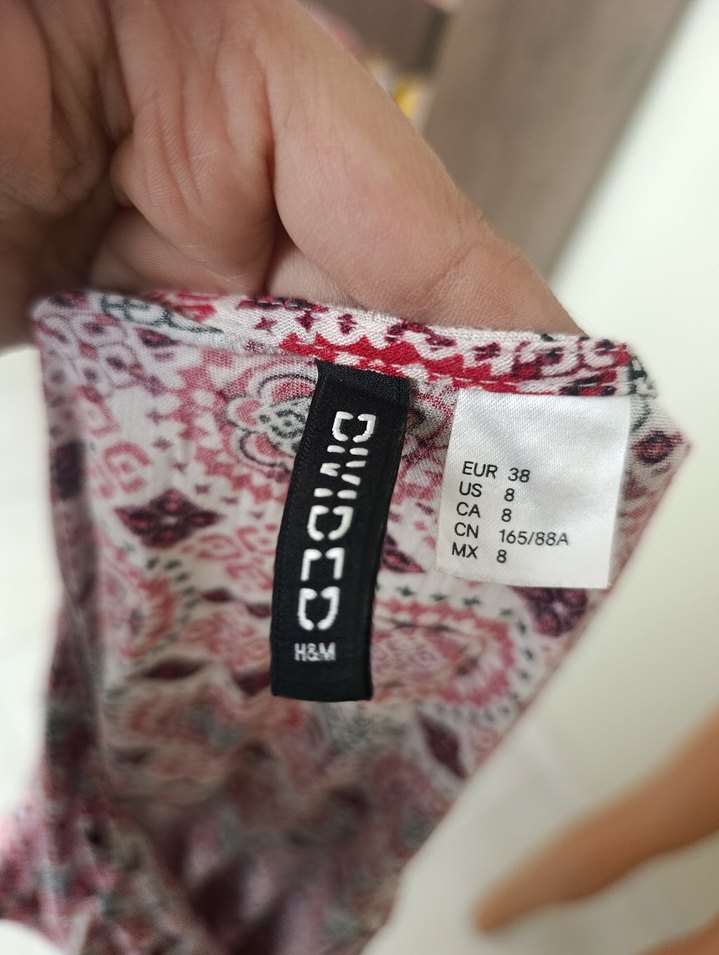 DIVIDED
H&M
EUR 38
US 8
CA 8
CN 165/88A
MX 8